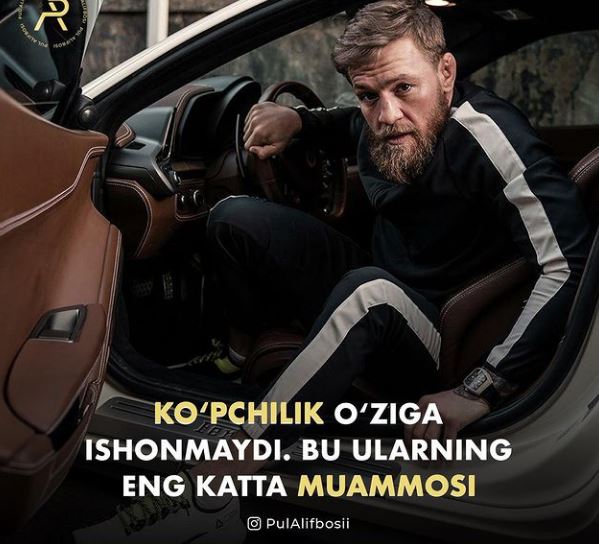 KO‘PCHILIK O‘ZIGA
ISHONMAYDI. BU ULARNING
ENG KATTA MUAMMOSI
PulAlifbosii